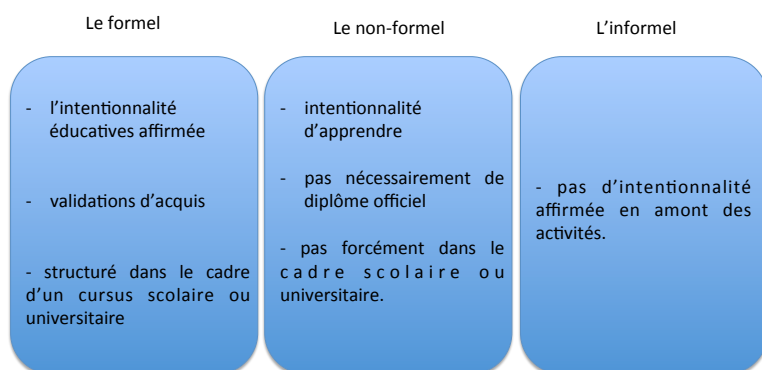 Le formel
Le non-formel
L'informel
- l'intentionnalité
éducatives affirmée
- validations d'acquis
- structuré dans le cadre
d'un cursus scolaire ou
universitaire
- intentionnalité
d'apprendre
- pas nécessairement de
diplôme officiel
- pas forcément dans le
cadre scolaire ou
universitaire.
- pas d'intentionnalité
affirmée en amont des
activités.